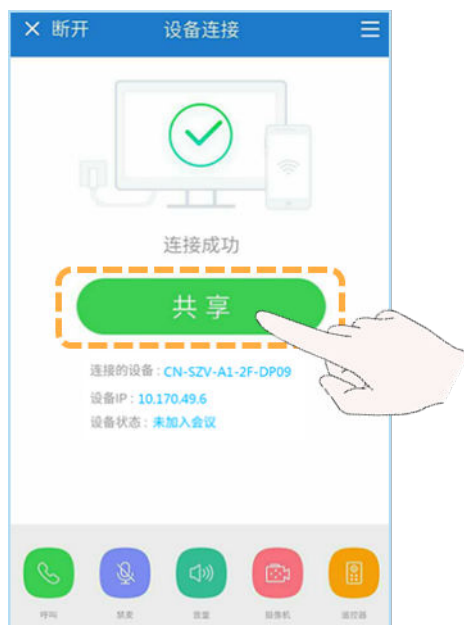 断开 设备连接
连接成功
共享
连接的设备：CN-SZV-A1-2F-DP09
设备IP：10.170.49.6
设备状态：未加入会议
呼叫 禁麦 音量 摄像机 遥控器